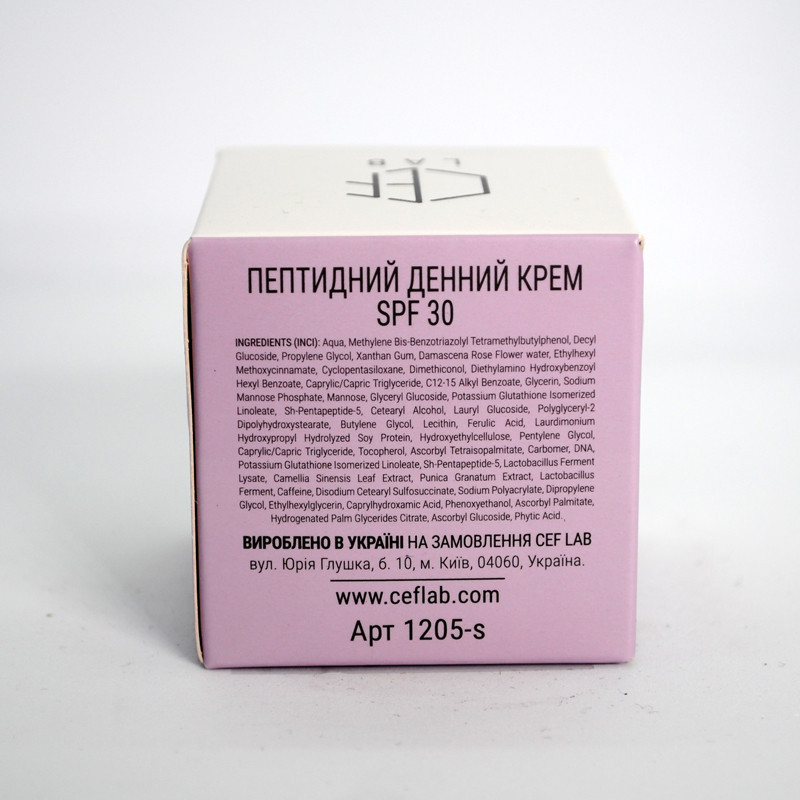 CEF
LAB
ПЕПТИДНИЙ ДЕННИЙ КРЕМ
SPF 30
INGREDIENTS (INCI): Aqua, Methylene Bis-Benzotriazolyl Tetramethylbutylphenol, Decyl
Glucoside, Propylene Glycol, Xanthan Gum, Damascena Rose Flower water, Ethylhexyl
Methoxycinnamate, Cyclopentasiloxane, Dimethiconol, Diethylamino Hydroxybenzoyl
Hexyl Benzoate, Caprylic/Capric Triglyceride, C12-15 Alkyl Benzoate, Glycerin, Sodium
Mannose Phosphate, Mannose, Glyceryl Glucoside, Potassium Glutathione Isomerized
Linoleate, Sh-Pentapeptide-5, Cetearyl Alcohol, Lauryl Glucoside, Polyglyceryl-2
Dipolyhydroxystearate, Butylene Glycol, Lecithin, Ferulic Acid, Laurdimonium
Hydroxypropyl Hydrolyzed Soy Protein, Hydroxyethylcellulose, Pentylene Glycol,
Caprylic/Capric Triglyceride, Tocopherol, Ascorbyl Tetraisopalmitate, Carbomer, DNA,
Potassium Glutathione Isomerized Linoleate, Sh-Pentapeptide-5, Lactobacillus Ferment
Lysate, Camellia Sinensis Leaf Extract, Punica Granatum Extract, Lactobacillus
Ferment, Caffeine, Disodium Cetearyl Sulfosuccinate, Sodium Polyacrylate, Dipropylene
Glycol, Ethylhexylglycerin, Caprylhydroxamic Acid, Phenoxyethanol, Ascorbyl Palmitate,
Hydrogenated Palm Glycerides Citrate, Ascorbyl Glucoside, Phytic Acid.
ВИРОБЛЕНО В УКРАЇНІ НА ЗАМОВЛЕННЯ CEF LAB
вул. Юрія Глушка, б. 10, м. Київ, 04060, Україна.
www.ceflab.com
Арт 1205-s